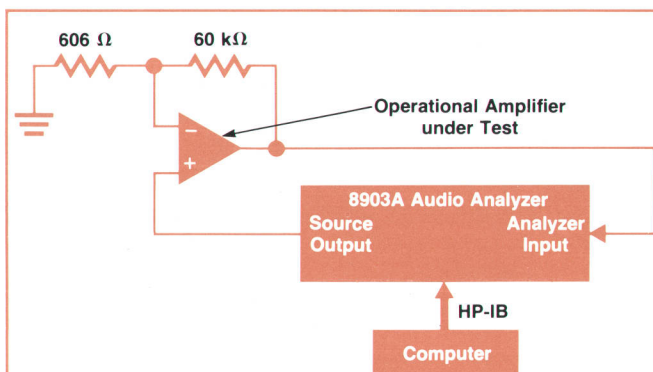 606 Ω
60 kΩ
Operational Amplifier
under Test
−
+
8903A Audio Analyzer
Source
Output
Analyzer
Input
HP-IB
Computer